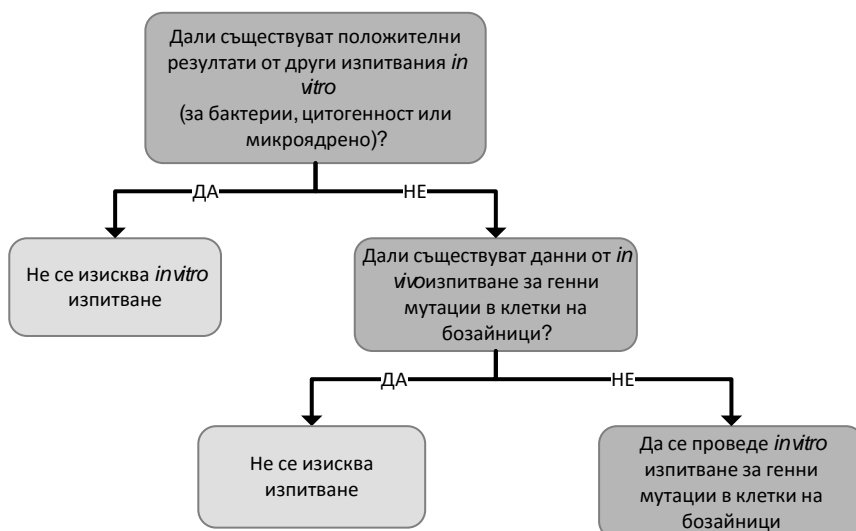 Дали съществуват положителни
резултати от други изпитвания in
vitro
(за бактерии, цитогенност или
микроядрено)?
ДА
НЕ
Не се изисква in vitro
изпитване
Дали съществуват данни от in
vivo изпитване за генни
мутации в клетки на
бозайници?
ДА
НЕ
Не се изисква
изпитване
Да се проведе in vitro
изпитване за генни
мутации в клетки на
бозайници